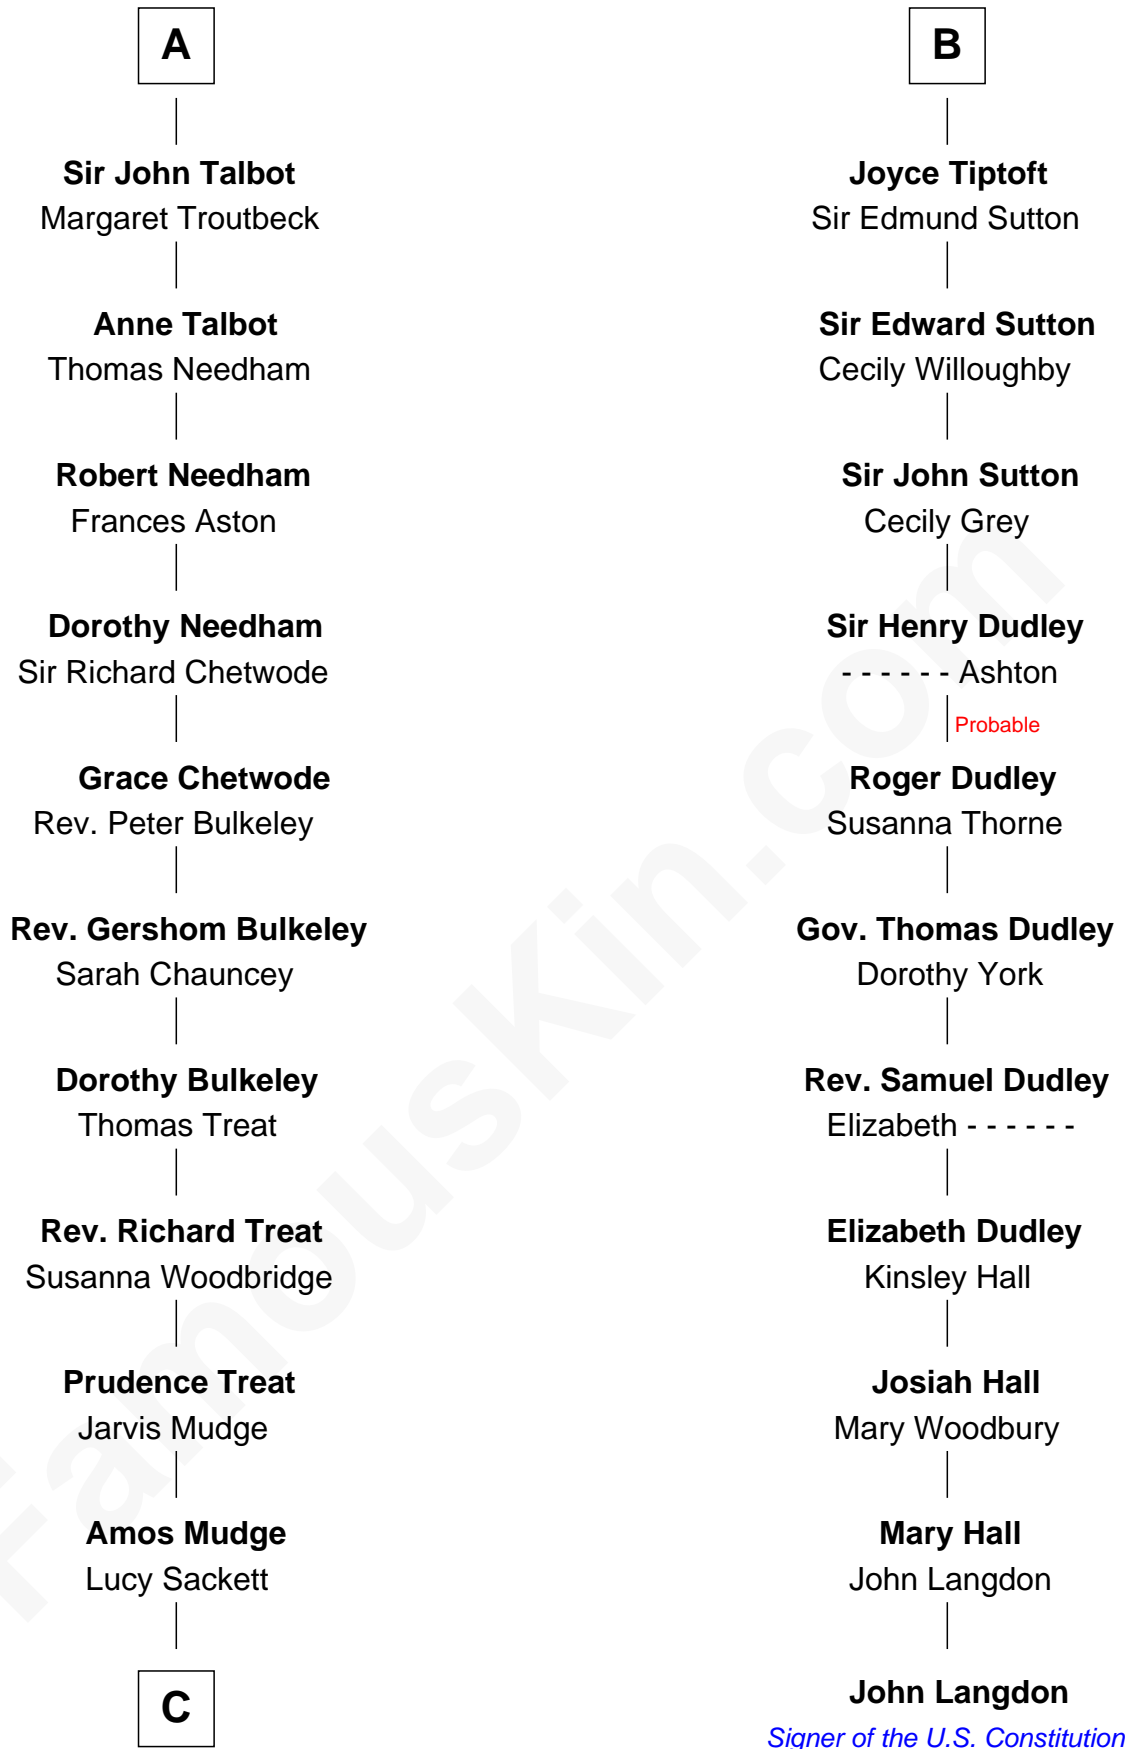 A
Sir John Talbot
Margaret Troutbeck
Anne Talbot
Thomas Needham
Robert Needham
Frances Aston
Dorothy Needham
Sir Richard Chetwode
Grace Chetwode
Rev. Peter Bulkeley
Rev. Gershom Bulkeley
Sarah Chauncey
Dorothy Bulkeley
Thomas Treat
Rev. Richard Treat
Susanna Woodbridge
Prudence Treat
Jarvis Mudge
Amos Mudge
Lucy Sackett
C
B
Joyce Tiptoft
Sir Edmund Sutton
Sir Edward Sutton
Cecily Willoughby
Sir John Sutton
Cecily Grey
Sir Henry Dudley
- - - - - - Ashton
Probable
Roger Dudley
Susanna Thorne
Gov. Thomas Dudley
Dorothy York
Rev. Samuel Dudley
Elizabeth - - - - - -
Elizabeth Dudley
Kinsley Hall
Josiah Hall
Mary Woodbury
Mary Hall
John Langdon
John Langdon
Signer of the U.S. Constitution
FamousKin.com